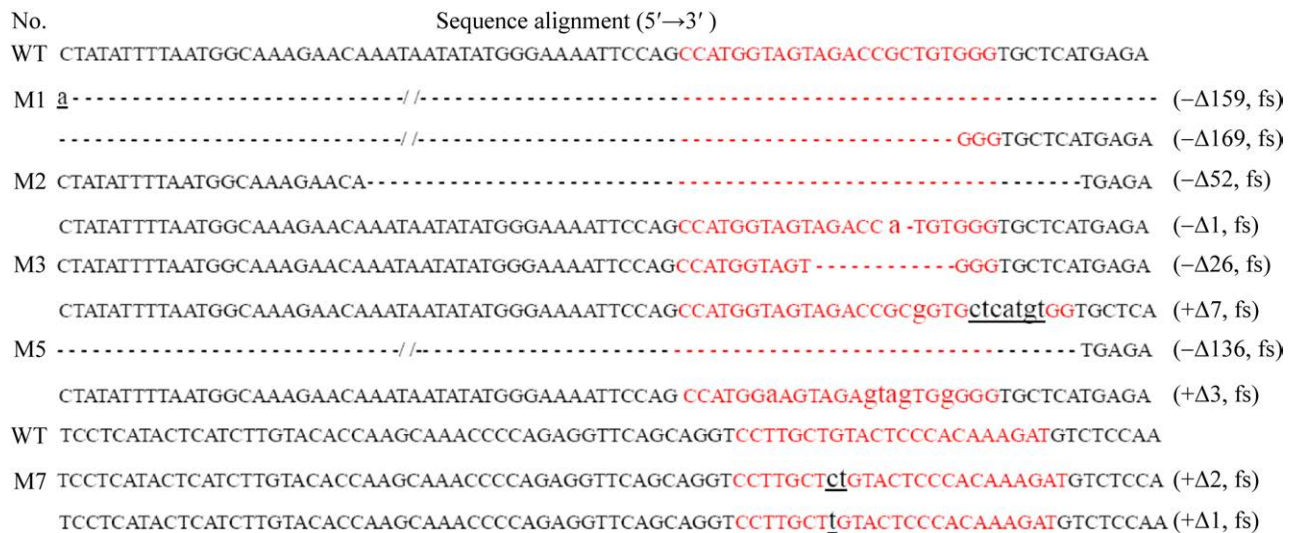 No. Sequence alignment (5′→3′ )
WT CTATATTTTAATGGCAAAGAACAAATAATATATGGGAAAATTCCAGCCATGGTAGTAGACCGCTGTGGGTGCTCATGAGA
M1 a---------------------------//---------------------------------------------------------- (−Δ159, fs)
---------------------------//-----------------------------------------GGGTGCTCATGAGA (−Δ169, fs)
M2 CTATATTTTAATGGCAAAGAACA----------------------------------------------------TGAGA (−Δ52, fs)
CTATATTTTAATGGCAAAGAACAAATAATATATGGGAAAATTCCAGCCATGGTAGTAGACC a -TGTGGGTGCTCATGAGA (−Δ1, fs)
M3 CTATATTTTAATGGCAAAGAACAAATAATATATGGGAAAATTCCAGCCATGGTAGT------------GGGTGCTCATGAGA (−Δ26, fs)
CTATATTTTAATGGCAAAGAACAAATAATATATGGGAAAATTCCAGCCATGGTAGTAGACCGCgGTGctcatgtGGTGCTCA (+Δ7, fs)
M5 ---------------------------//----------------------------------------------------TGAGA (−Δ136, fs)
CTATATTTTAATGGCAAAGAACAAATAATATATGGGAAAATTCCAG CCATGGaAGTAGAgtagTGgGGGTGCTCATGAGA (+Δ3, fs)
WT TCCTCATACTCATCTTGTACACCAAGCAAACCCCAGAGGTTCAGCAGGTCCTTGCTGTACTCCCACAAAGATGTCTCCAA
M7 TCCTCATACTCATCTTGTACACCAAGCAAACCCCAGAGGTTCAGCAGGTCCTTGCTctGTACTCCCACAAAGATGTCTCCA (+Δ2, fs)
TCCTCATACTCATCTTGTACACCAAGCAAACCCCAGAGGTTCAGCAGGTCCTTGCTtGTACTCCCACAAAGATGTCTCCAA (+Δ1, fs)